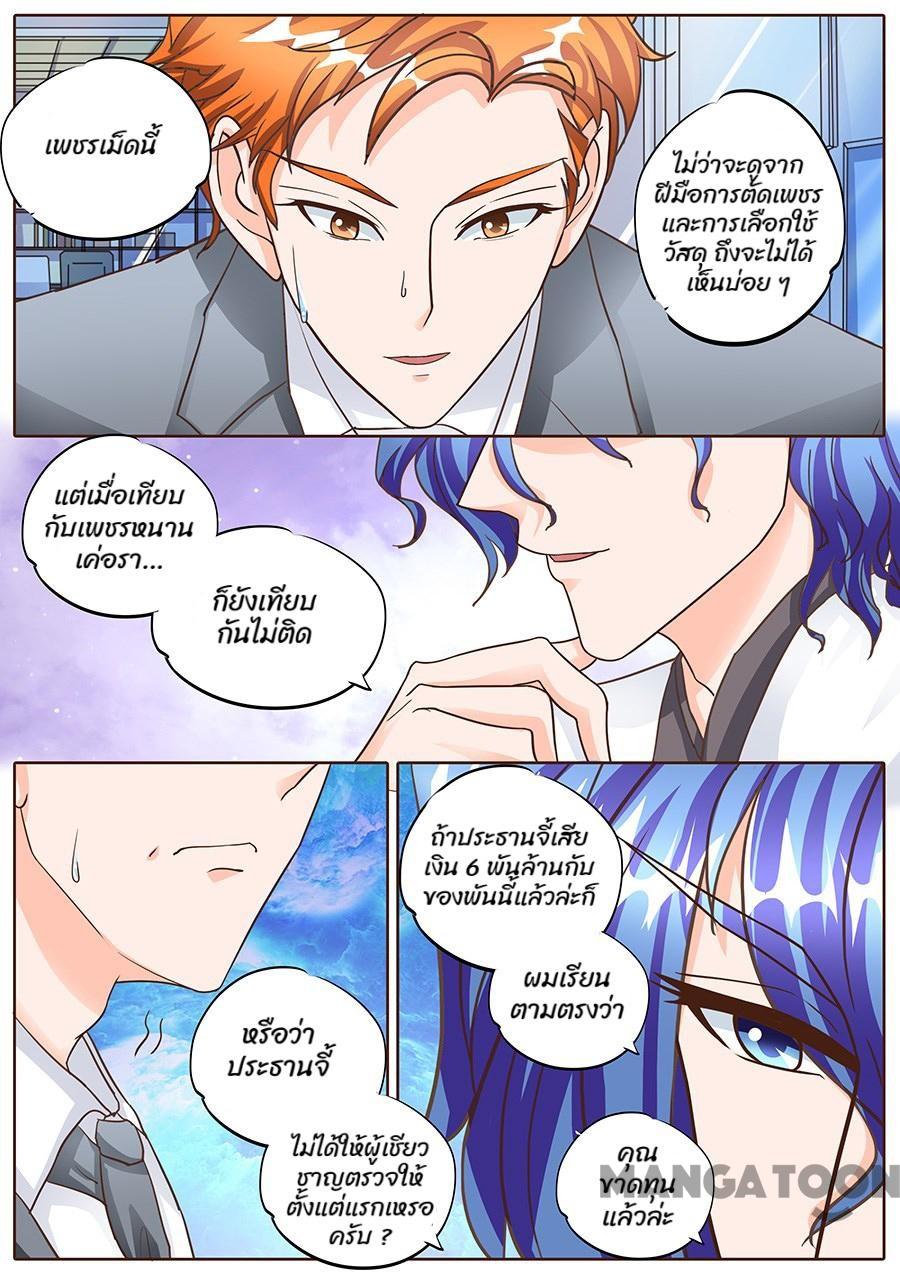 เพชรเม็ดนี้
ไม่ว่าจะดูจาก
ฝีมือการตัดเพชร
และการเลือกใช้
วัสดุ ถึงจะไม่ได้
เห็นบ่อย ๆ
แต่เมื่อเทียบ
กับเพชรหนาน
เค่อรา...
ก็ยังเทียบ
กันไม่ติด
ถ้าประธานจี้เสีย
เงิน 6 พันล้านกับ
ของพันนี้แล้วล่ะก็
ผมเรียน
ตามตรงว่า
คุณ
ขาดทุน
แล้วล่ะ
หรือว่า
ประธานจี้
ไม่ได้ให้ผู้เชี่ยว
ชาญตรวจให้
ตั้งแต่แรกเหรอ
ครับ ?
MANGATOON